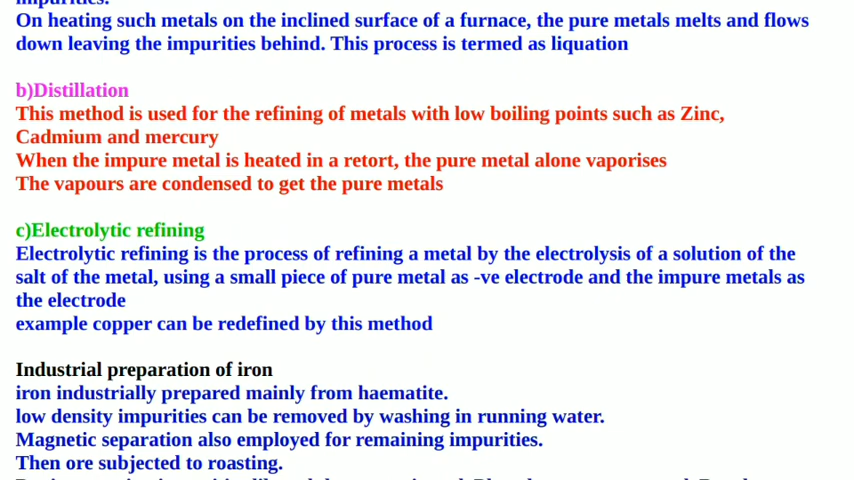 impurities.
On heating such metals on the inclined surface of a furnace, the pure metals melts and flows
down leaving the impurities behind. This process is termed as liquation
b)Distillation
This method is used for the refining of metals with low boiling points such as Zinc,
Cadmium and mercury
When the impure metal is heated in a retort, the pure metal alone vaporises
The vapours are condensed to get the pure metals
c)Electrolytic refining
Electrolytic refining is the process of refining a metal by the electrolysis of a solution of the
salt of the metal, using a small piece of pure metal as -ve electrode and the impure metals as
the electrode
example copper can be redefined by this method
Industrial preparation of iron
iron industrially prepared mainly from haematite.
low density impurities can be removed by washing in running water.
Magnetic separation also employed for remaining impurities.
Then ore subjected to roasting.